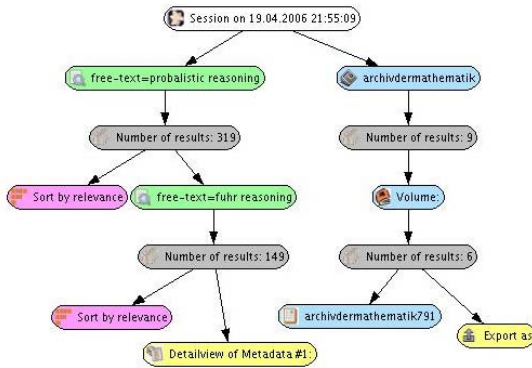 Session on 19.04.2006 21:55:09
free-text=probalistic reasoning
archivdermathematik
Number of results: 319
Number of results: 9
Sort by relevance
free-text=fuhr reasoning
Volume:
Number of results: 149
Number of results: 6
Sort by relevance
archivdermathematik791
Export as
Detailview of Metadata #1: